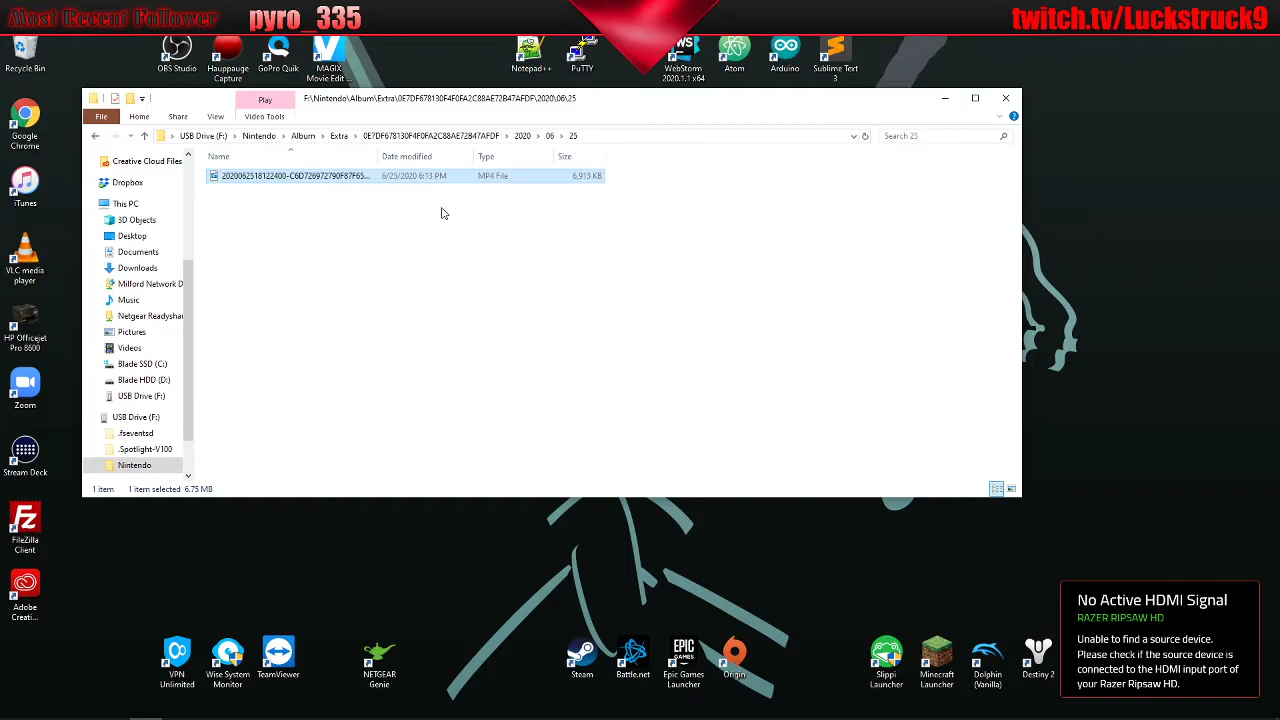 Most Recent Follower
pyro_335
twitch.tv/Luckstruck9
Recycle Bin
OBS Studio
Hauppauge
Capture
GoPro Quik
MAGIX
Movie Edit ...
Notepad++
PuTTY
WebStorm
2020.1.1 x64
Atom
Arduino
Sublime Text
3
Google
Chrome
iTunes
VLC media
player
HP Officejet
Pro 8600
Zoom
Stream Deck
FileZilla
Client
Adobe
Creati...
Play
F:\Nintendo\Album\Extra\0E7DF678130F4F0FA2C88AE72B47AFDF\2020\06\25
File
Home
Share
View
Video Tools
USB Drive (F:) > Nintendo > Album > Extra > 0E7DF678130F4F0FA2C88AE72B47AFDF > 2020 > 06 > 25
Search 25
Name
Date modified
Type
Size
2020062518122400-C6D726972790F87F65...
6/25/2020 6:13 PM
MP4 File
6,913 KB
Creative Cloud Files
Dropbox
This PC
3D Objects
Desktop
Documents
Downloads
Milford Network D
Music
Netgear Readyshar
Pictures
Videos
Blade SSD (C:)
Blade HDD (D:)
USB Drive (F:)
USB Drive (F:)
.fseventsd
.Spotlight-V100
Nintendo
1 item
1 item selected 6.75 MB
No Active HDMI Signal
RAZER RIPSAW HD
Unable to find a source device.
Please check if the source device is
connected to the HDMI input port of
your Razer Ripsaw HD.
VPN
Unlimited
Wise System
Monitor
TeamViewer
NETGEAR
Genie
Steam
Battle.net
EPIC
GAMES
Epic Games
Launcher
Origin
Slippi
Launcher
Minecraft
Launcher
Dolphin
(Vanilla)
Destiny 2